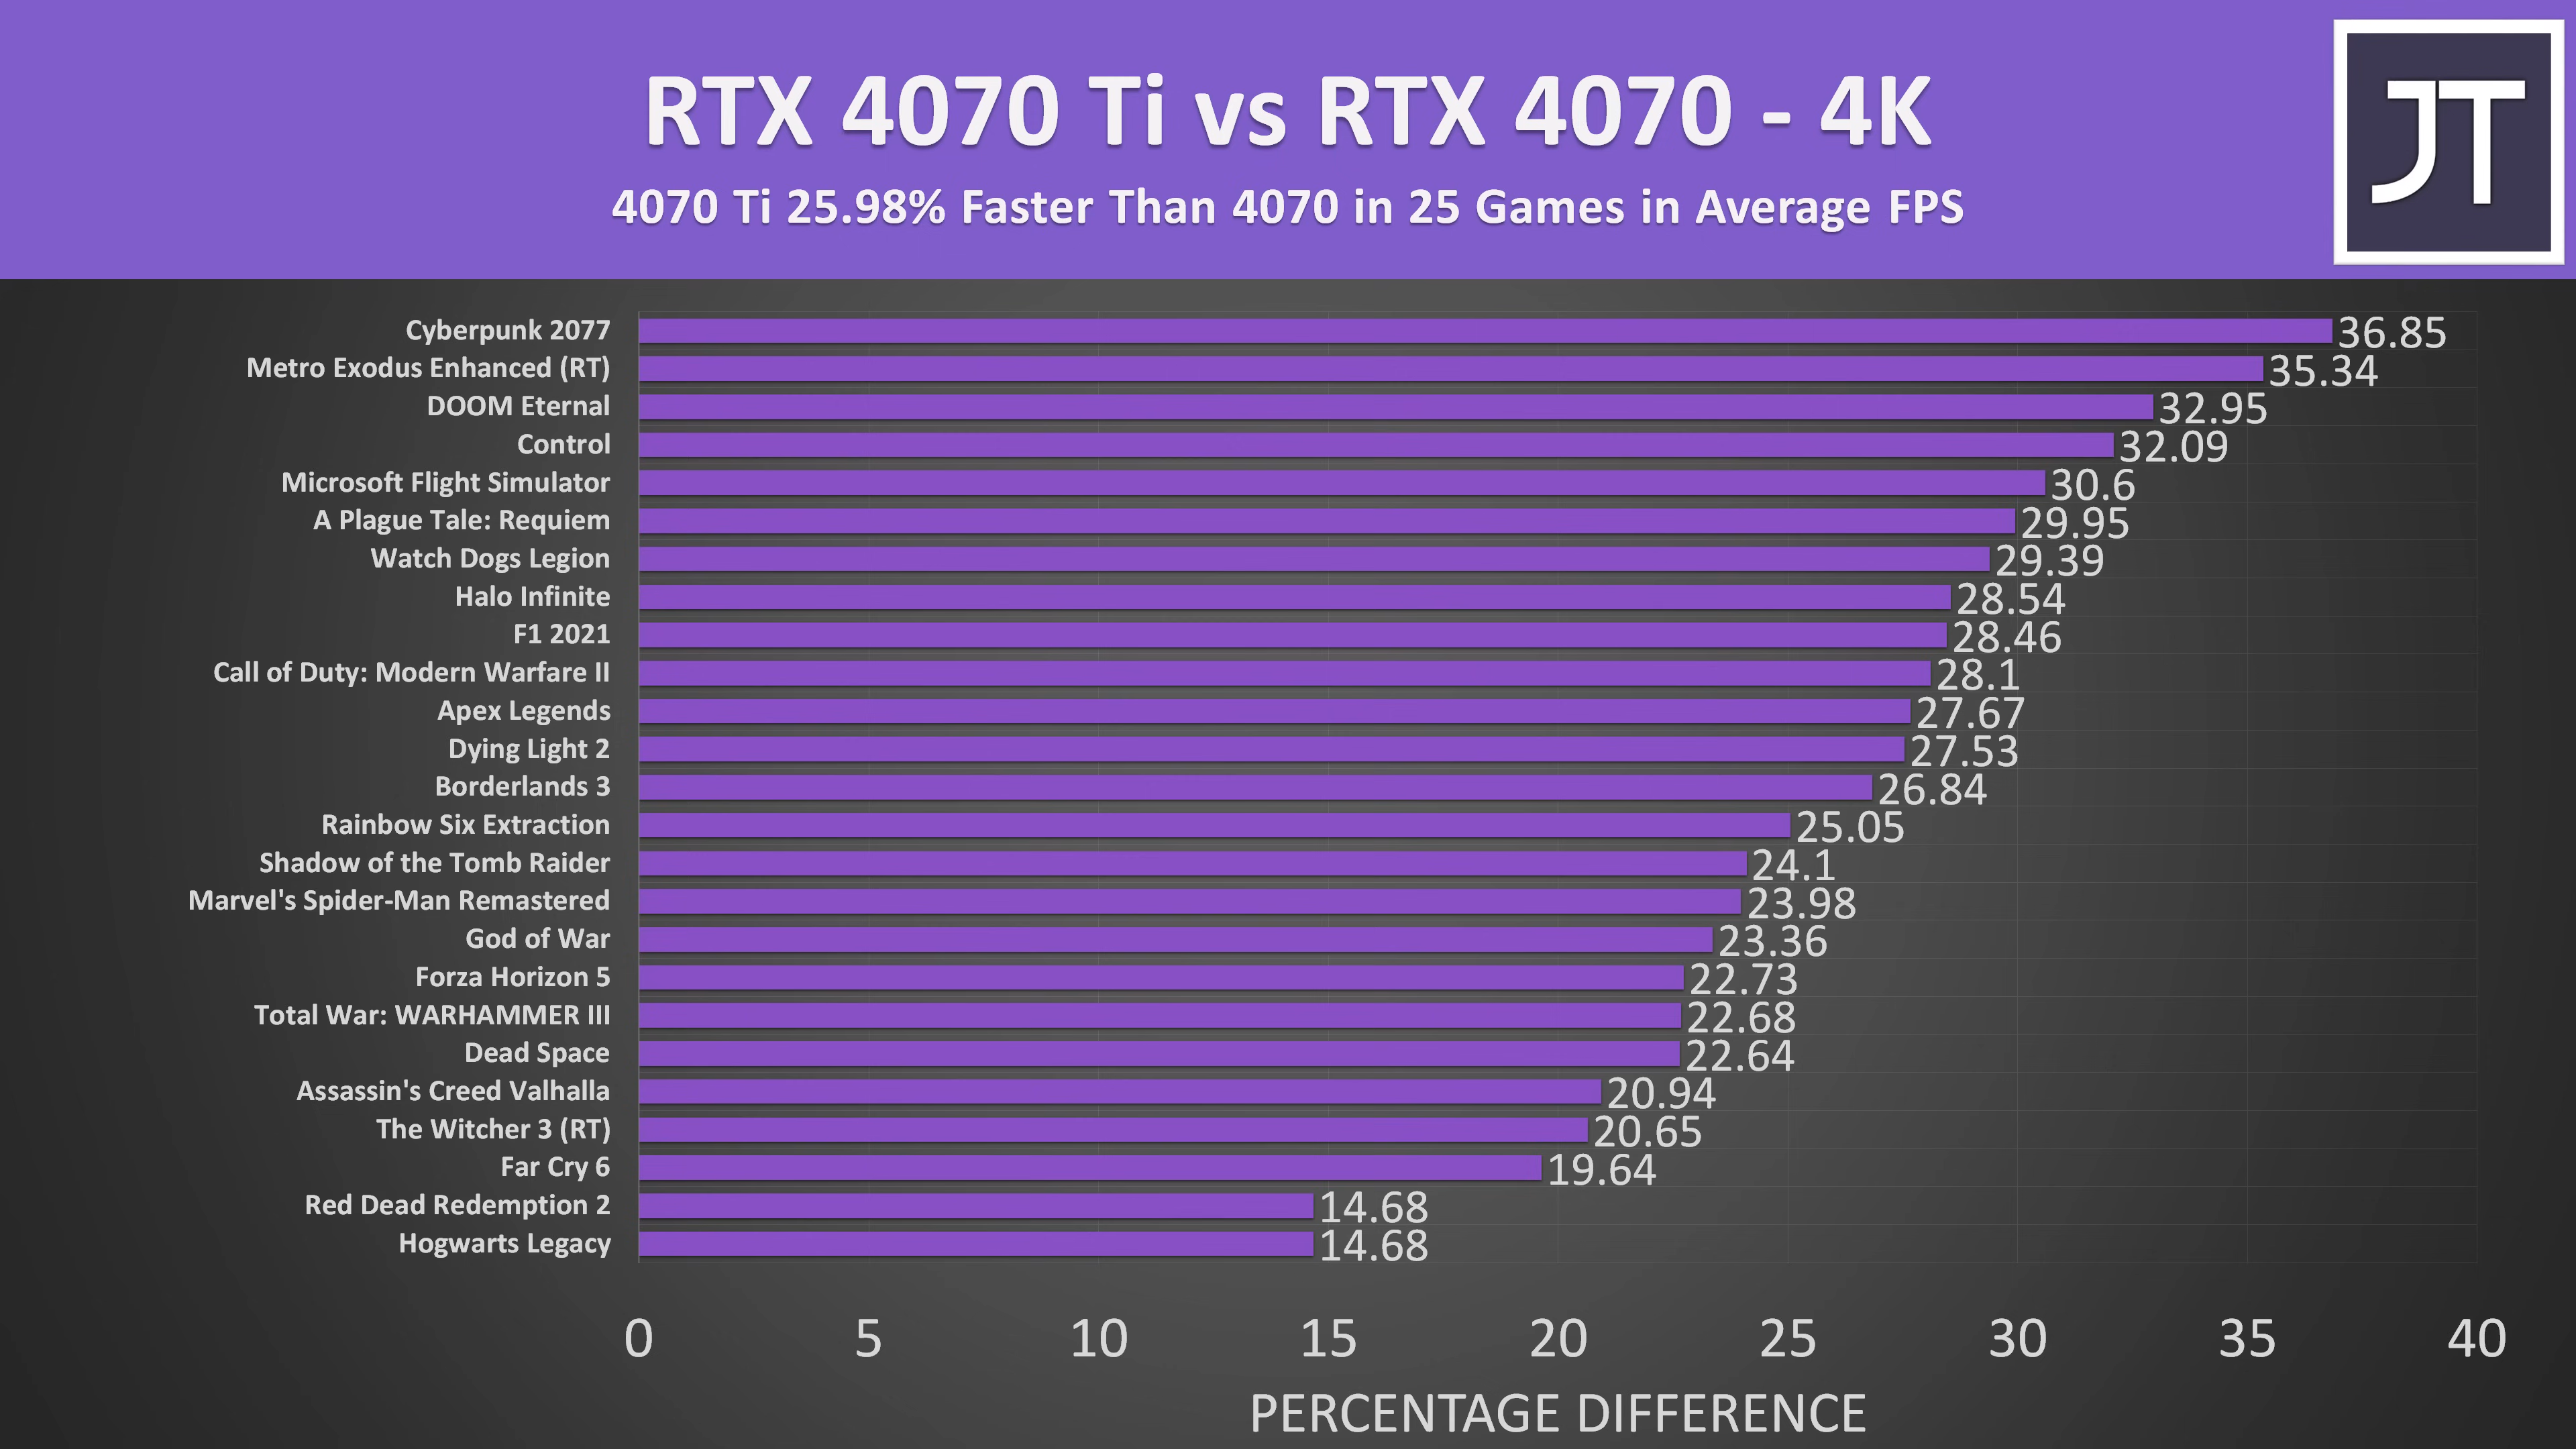 RTX 4070 Ti vs RTX 4070 - 4K
4070 Ti 25.98% Faster Than 4070 in 25 Games in Average FPS
JT
Cyberpunk 2077 36.85
Metro Exodus Enhanced (RT) 35.34
DOOM Eternal 32.95
Control 32.09
Microsoft Flight Simulator 30.6
A Plague Tale: Requiem 29.95
Watch Dogs Legion 29.39
Halo Infinite 28.54
F1 2021 28.46
Call of Duty: Modern Warfare II 28.1
Apex Legends 27.67
Dying Light 2 27.53
Borderlands 3 26.84
Rainbow Six Extraction 25.05
Shadow of the Tomb Raider 24.1
Marvel's Spider-Man Remastered 23.98
God of War 23.36
Forza Horizon 5 22.73
Total War: WARHAMMER III 22.68
Dead Space 22.64
Assassin's Creed Valhalla 20.94
The Witcher 3 (RT) 20.65
Far Cry 6 19.64
Red Dead Redemption 2 14.68
Hogwarts Legacy 14.68
0 5 10 15 20 25 30 35 40
PERCENTAGE DIFFERENCE